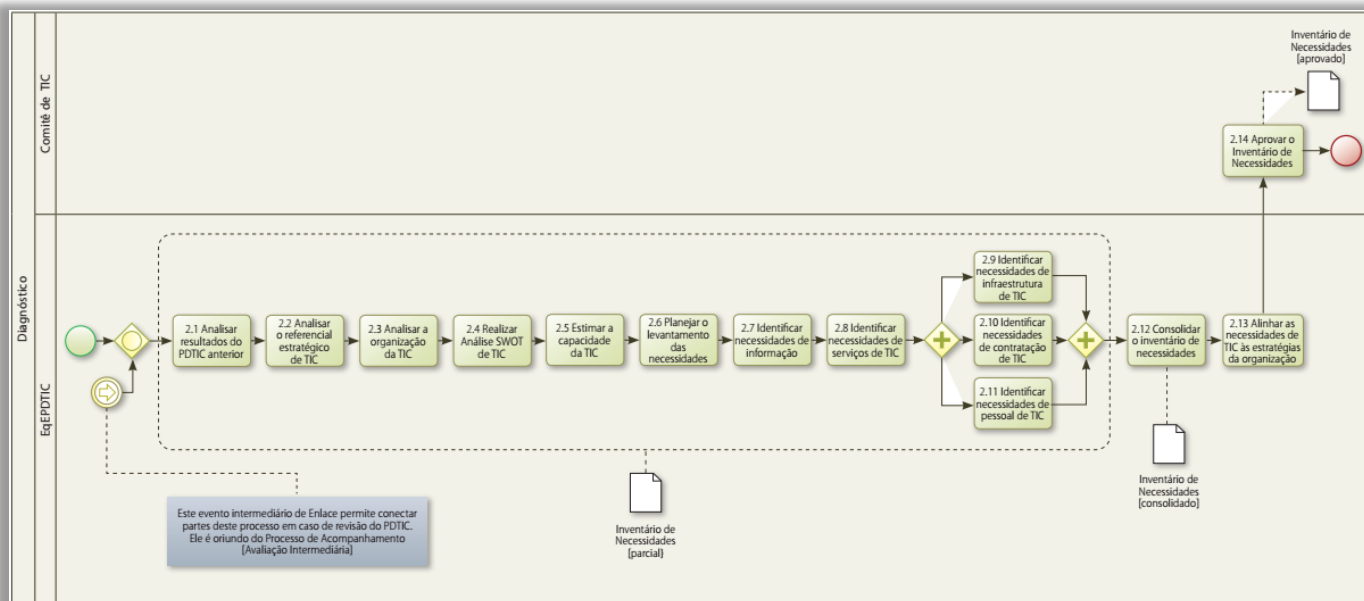 Diagnóstico
Comitê de TIC
EqEPDTIC
Inventário de
Necessidades
[aprovado]
2.14 Aprovar o
Inventário de
Necessidades
2.1 Analisar
resultados do
PDTIC anterior
2.2 Analisar
o referencial
estratégico
de TIC
2.3 Analisar a
organização
da TIC
2.4 Realizar
Análise SWOT
de TIC
2.5 Estimar a
capacidade
da TIC
2.6 Planejar o
levantamento
das
necessidades
2.7 Identificar
necessidades
de informação
2.8 Identificar
necessidades de
serviços de TIC
2.9 Identificar
necessidades de
infraestrutura
de TIC
2.10 Identificar
necessidades
de contratação
de TIC
2.11 Identificar
necessidades de
pessoal de TIC
2.12 Consolidar
o inventário de
necessidades
2.13 Alinhar as
necessidades de
TIC às estratégias
da organização
Este evento intermediário de Enlace permite conectar
partes deste processo em caso de revisão do PDTIC.
Ele é oriundo do Processo de Acompanhamento
[Avaliação Intermediária]
Inventário de
Necessidades
[parcial}
Inventário de
Necessidades
[consolidado]